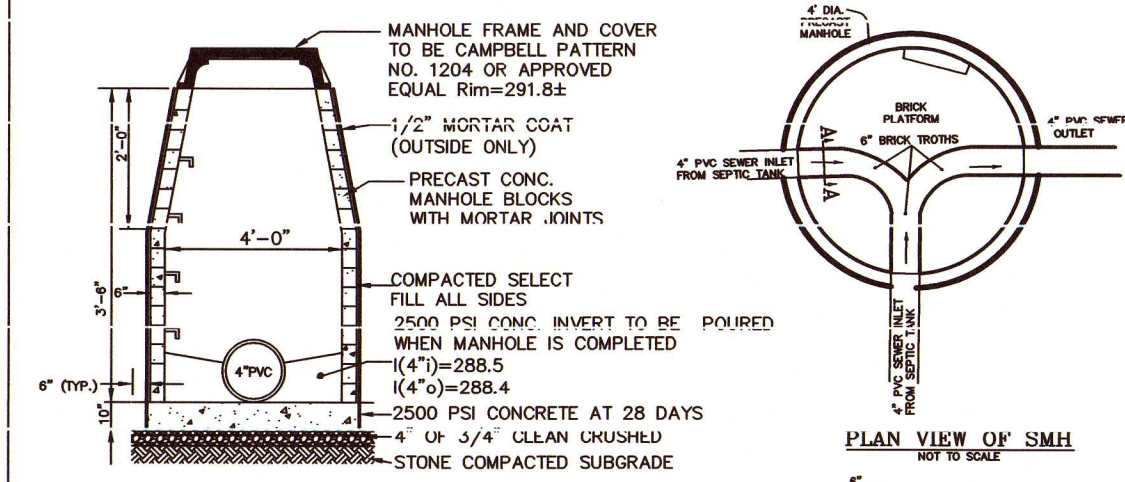 MANHOLE FRAME AND COVER
TO BE CAMPBELL PATTERN
NO. 1204 OR APPROVED
EQUAL Rim=291.8±
1/2" MORTAR COAT
(OUTSIDE ONLY)
PRECAST CONC.
MANHOLE BLOCKS
WITH MORTAR JOINTS
2'-0"
4'-0"
3'-6"
6"
COMPACTED SELECT
FILL ALL SIDES
2500 PSI CONC. INVERT TO BE POURED
WHEN MANHOLE IS COMPLETED
I(4"i)=288.5
I(4"o)=288.4
4"PVC
6" (TYP.)
10"
2500 PSI CONCRETE AT 28 DAYS
4" OF 3/4" CLEAN CRUSHED
STONE COMPACTED SUBGRADE
4' DIA.
PRECAST
MANHOLE
BRICK
PLATFORM
6" BRICK TROTHS
4" PVC SEWER
OUTLET
4" PVC SEWER INLET
FROM SEPTIC TANK
A
A
4" PVC SEWER INLET
FROM SEPTIC TANK
PLAN VIEW OF SMH
NOT TO SCALE
6"